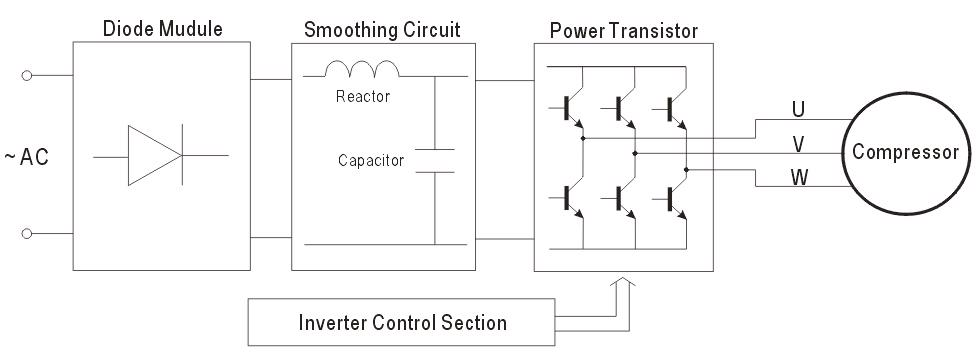 Diode Mudule
Smoothing Circuit
Power Transistor
Reactor
Capacitor
~AC
U
V
W
Compressor
Inverter Control Section